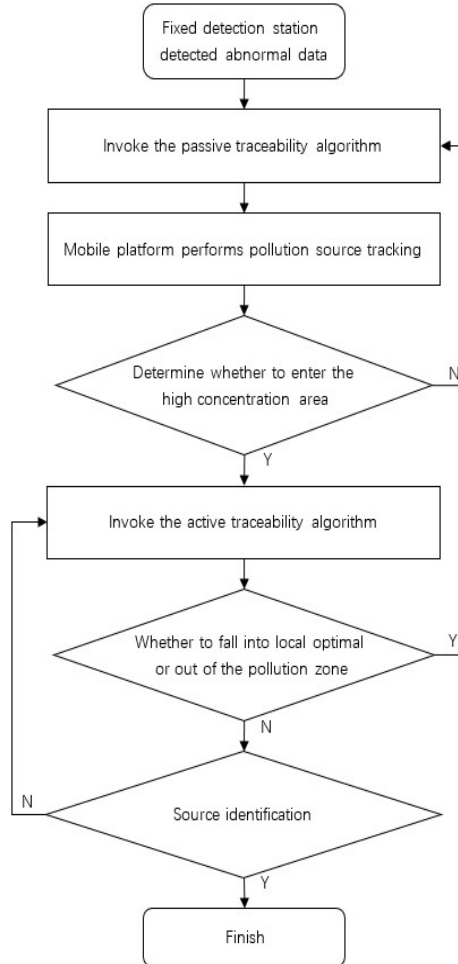 Fixed detection station
detected abnormal data
Invoke the passive traceability algorithm
Mobile platform performs pollution source tracking
Determine whether to enter the
high concentration area
N
Y
Invoke the active traceability algorithm
Whether to fall into local optimal
or out of the pollution zone
Y
N
N
Source identification
Y
Finish